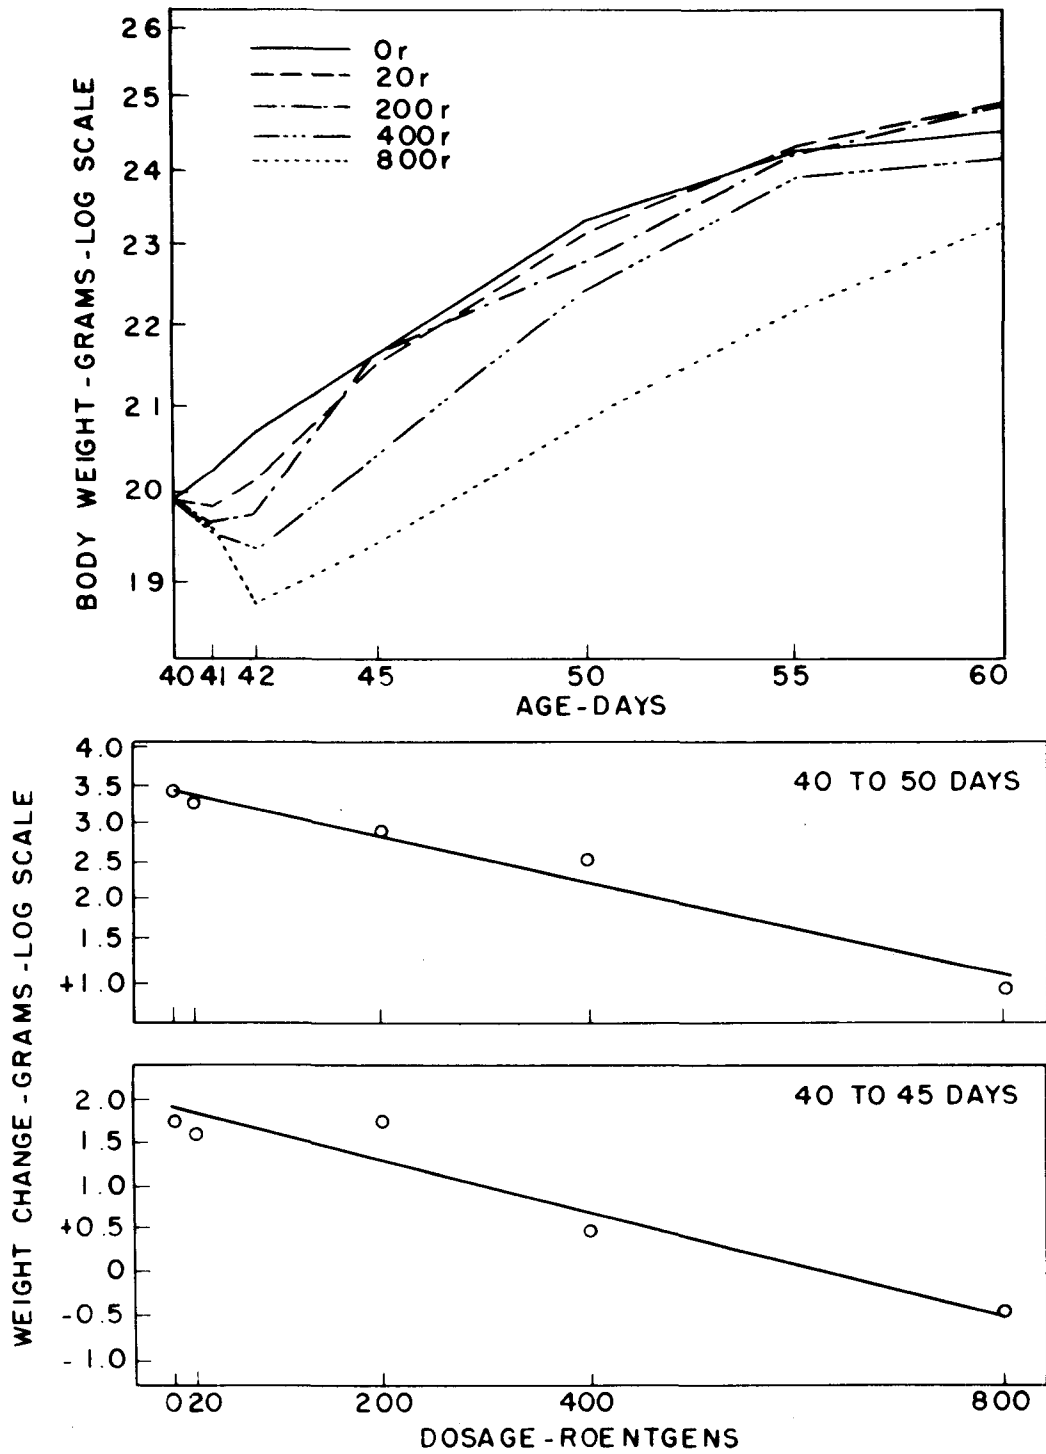 BODY WEIGHT-GRAMS-LOG SCALE
26
25
24
23
22
21
20
19
0r
20r
200r
400r
800r
40 41 42 45 50 55 60
AGE-DAYS
WEIGHT CHANGE-GRAMS-LOG SCALE
40 TO 50 DAYS
4.0
3.5
3.0
2.5
2.0
1.5
+1.0
40 TO 45 DAYS
2.0
1.5
1.0
+0.5
0
-0.5
-1.0
0 20 200 400 800
DOSAGE-ROENTGENS